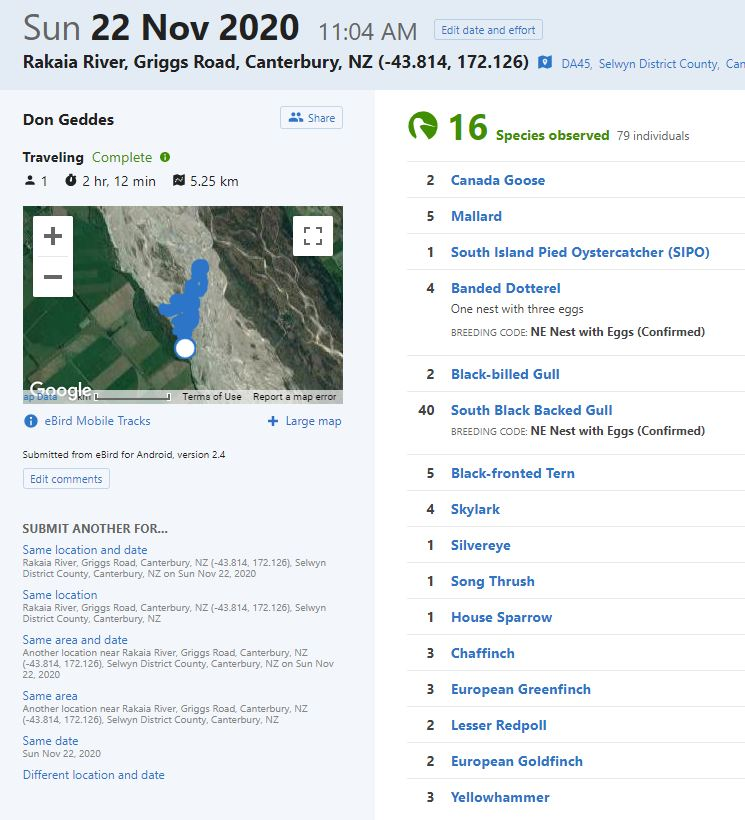 Sun 22 Nov 2020 11:04 AM Edit date and effort
Rakaia River, Griggs Road, Canterbury, NZ (-43.814, 172.126) DA45, Selwyn District County, Can
Don Geddes
Share
Traveling Complete
1 2 hr, 12 min 5.25 km
Google
ap Data km Terms of Use Report a map error
eBird Mobile Tracks
Large map
Submitted from eBird for Android, version 2.4
Edit comments
SUBMIT ANOTHER FOR...
Same location and date
Rakaia River, Griggs Road, Canterbury, NZ (-43.814, 172.126), Selwyn
District County, Canterbury, NZ on Sun Nov 22, 2020
Same location
Rakaia River, Griggs Road, Canterbury, NZ (-43.814, 172.126), Selwyn
District County, Canterbury, NZ
Same area and date
Another location near Rakaia River, Griggs Road, Canterbury, NZ
(-43.814, 172.126), Selwyn District County, Canterbury, NZ on Sun Nov
22, 2020
Same area
Another location near Rakaia River, Griggs Road, Canterbury, NZ
(-43.814, 172.126), Selwyn District County, Canterbury, NZ
Same date
Sun Nov 22, 2020
Different location and date
16 Species observed 79 individuals
2 Canada Goose
5 Mallard
1 South Island Pied Oystercatcher (SIPO)
4 Banded Dotterel
One nest with three eggs
BREEDING CODE: NE Nest with Eggs (Confirmed)
2 Black-billed Gull
40 South Black Backed Gull
BREEDING CODE: NE Nest with Eggs (Confirmed)
5 Black-fronted Tern
4 Skylark
1 Silvereye
1 Song Thrush
1 House Sparrow
3 Chaffinch
3 European Greenfinch
2 Lesser Redpoll
2 European Goldfinch
3 Yellowhammer